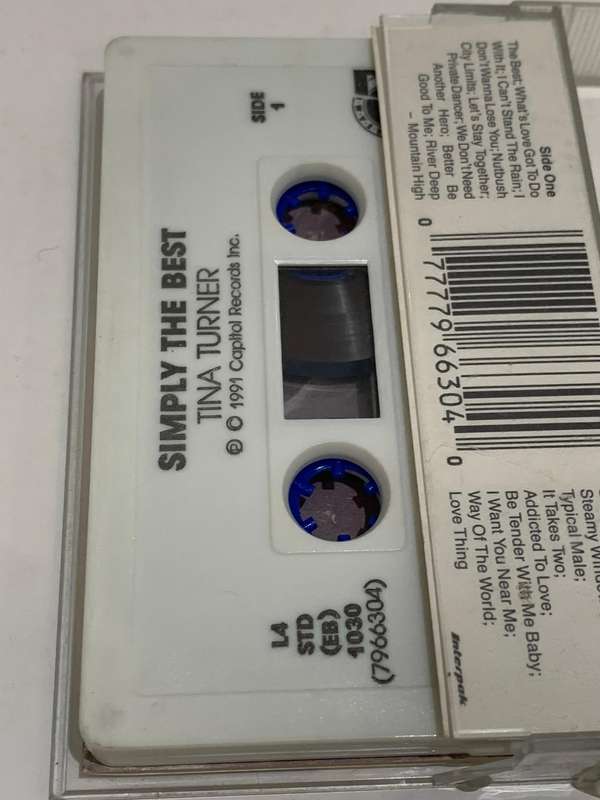 SIMPLY THE BEST
TINA TURNER
℗ © 1991 Capitol Records Inc.
SIDE
1
L4
STD
(EB)
1030
(7966304)
Side One
The Best; What's Love Got To Do
With It; I Can't Stand The Rain; I
Don't Wanna Lose You; Nutbush
City Limits; Let's Stay Together;
Private Dancer; We Don't Need
Another Hero; Better Be
Good To Me; River Deep
– Mountain High
0 77779 66304 0
Steamy
Typical Male;
It Takes Two;
Addicted To Love;
Be Tender With Me Baby;
I Want You Near Me;
Way Of The World;
Love Thing
Enterpak